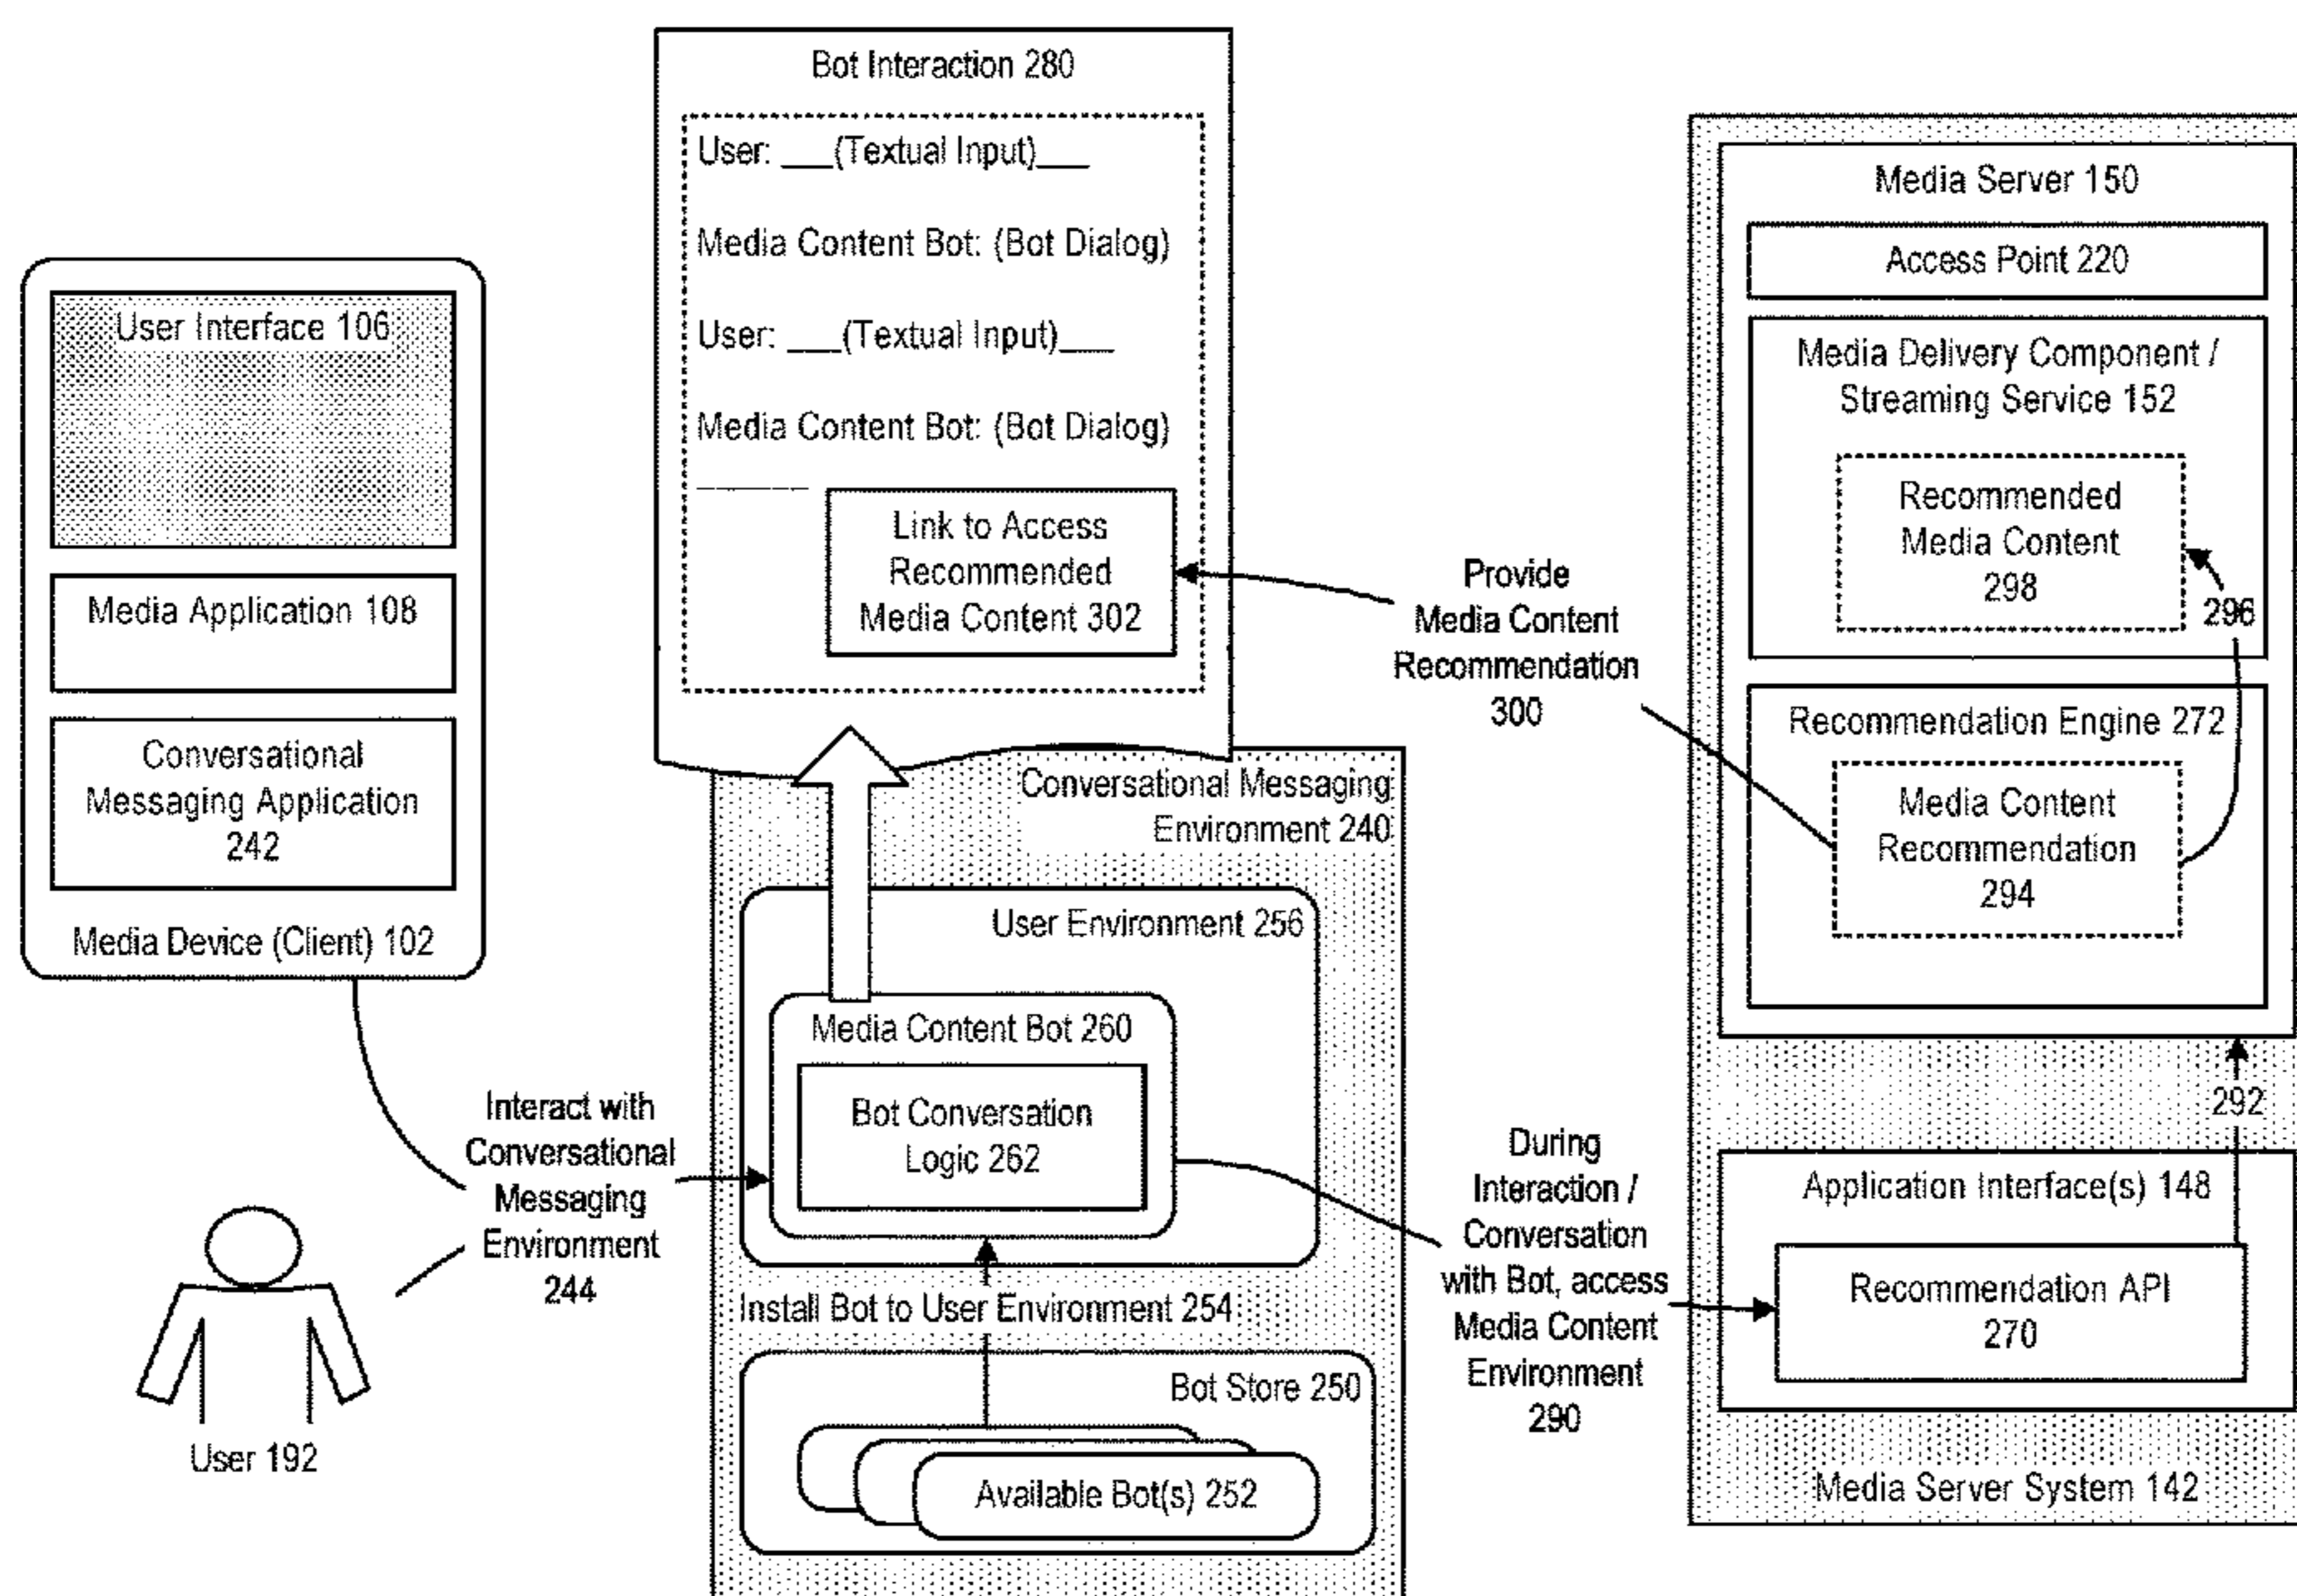 User Interface 106
Media Application 108
Conversational
Messaging Application
242
Media Device (Client) 102
User 192
Interact with
Conversational
Messaging
Environment
244
Bot Interaction 280
User: ___(Textual Input)___
Media Content Bot: (Bot Dialog)
User: ___(Textual Input)___
Media Content Bot: (Bot Dialog)
Link to Access
Recommended
Media Content 302
Conversational Messaging
Environment 240
User Environment 256
Media Content Bot 260
Bot Conversation
Logic 262
Install Bot to User Environment 254
Bot Store 250
Available Bot(s) 252
Provide
Media Content
Recommendation
300
During
Interaction /
Conversation
with Bot, access
Media Content
Environment
290
Media Server 150
Access Point 220
Media Delivery Component /
Streaming Service 152
Recommended
Media Content
298
296
Recommendation Engine 272
Media Content
Recommendation
294
292
Application Interface(s) 148
Recommendation API
270
Media Server System 142